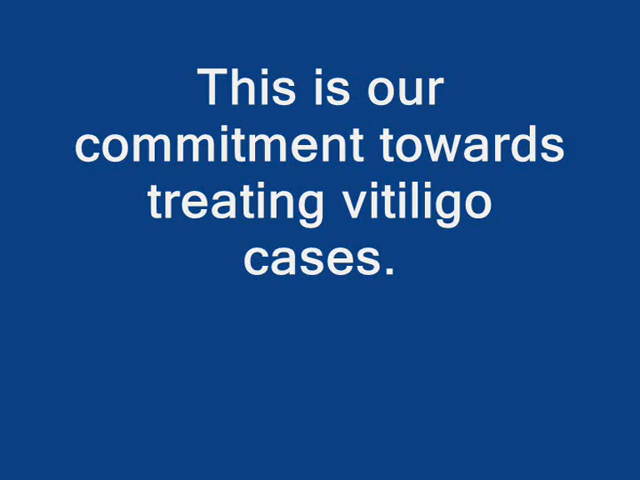 This is our
commitment towards
treating vitiligo
cases.